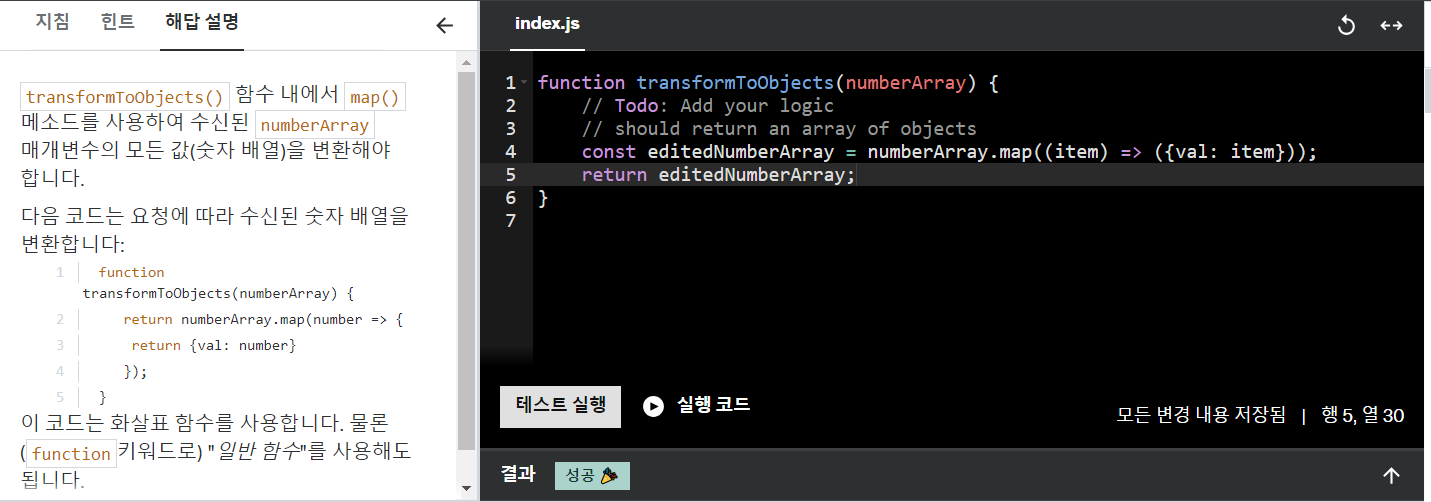 지침 힌트 해답 설명
transformToObjects() 함수 내에서 map()
메소드를 사용하여 수신된 numberArray
매개변수의 모든 값(숫자 배열)을 변환해야
합니다.
다음 코드는 요청에 따라 수신된 숫자 배열을
변환합니다:
1 function
transformToObjects(numberArray) {
2 return numberArray.map(number => {
3 return {val: number}
4 });
5 }
이 코드는 화살표 함수를 사용합니다. 물론
(function키워드로) "일반 함수"를 사용해도
됩니다.
index.js
1 function transformToObjects(numberArray) {
2 // Todo: Add your logic
3 // should return an array of objects
4 const editedNumberArray = numberArray.map((item) => ({val: item}));
5 return editedNumberArray;
6 }
7
테스트 실행 실행 코드
모든 변경 내용 저장됨 | 행 5, 열 30
결과 성공